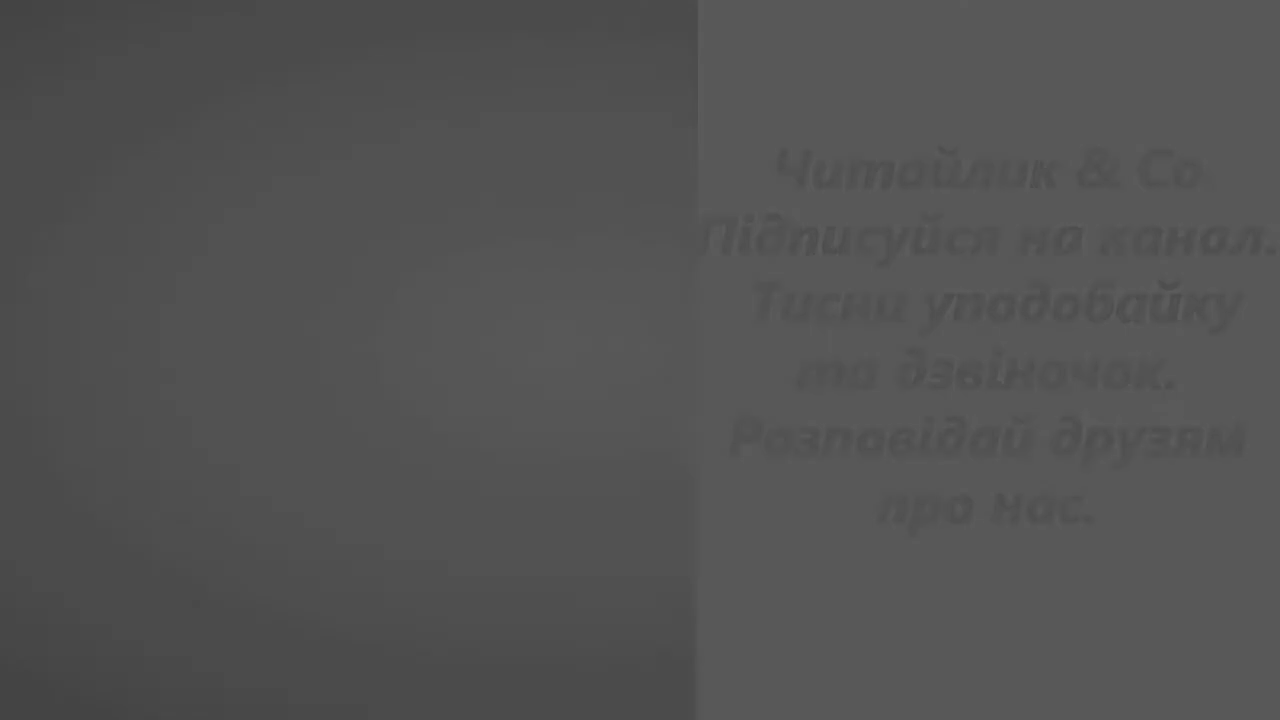 Читайлик & Co
Підписуйся на канал.
Тисни уподобайку
та дзвіночок.
Розповідай друзям
про нас.